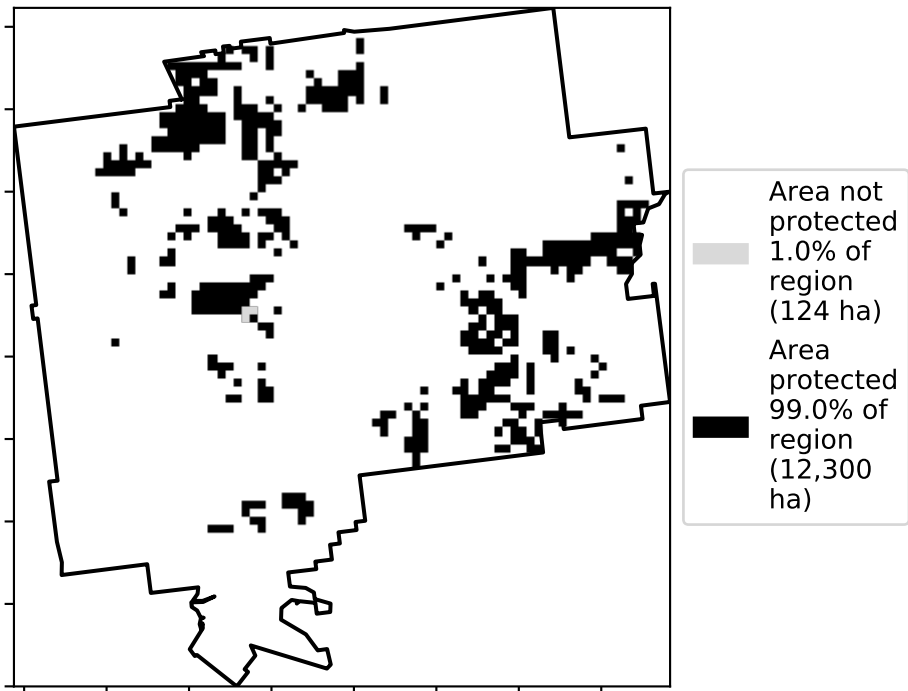 Area not
protected
1.0% of
region
(124 ha)
Area
protected
99.0% of
region
(12,300
ha)